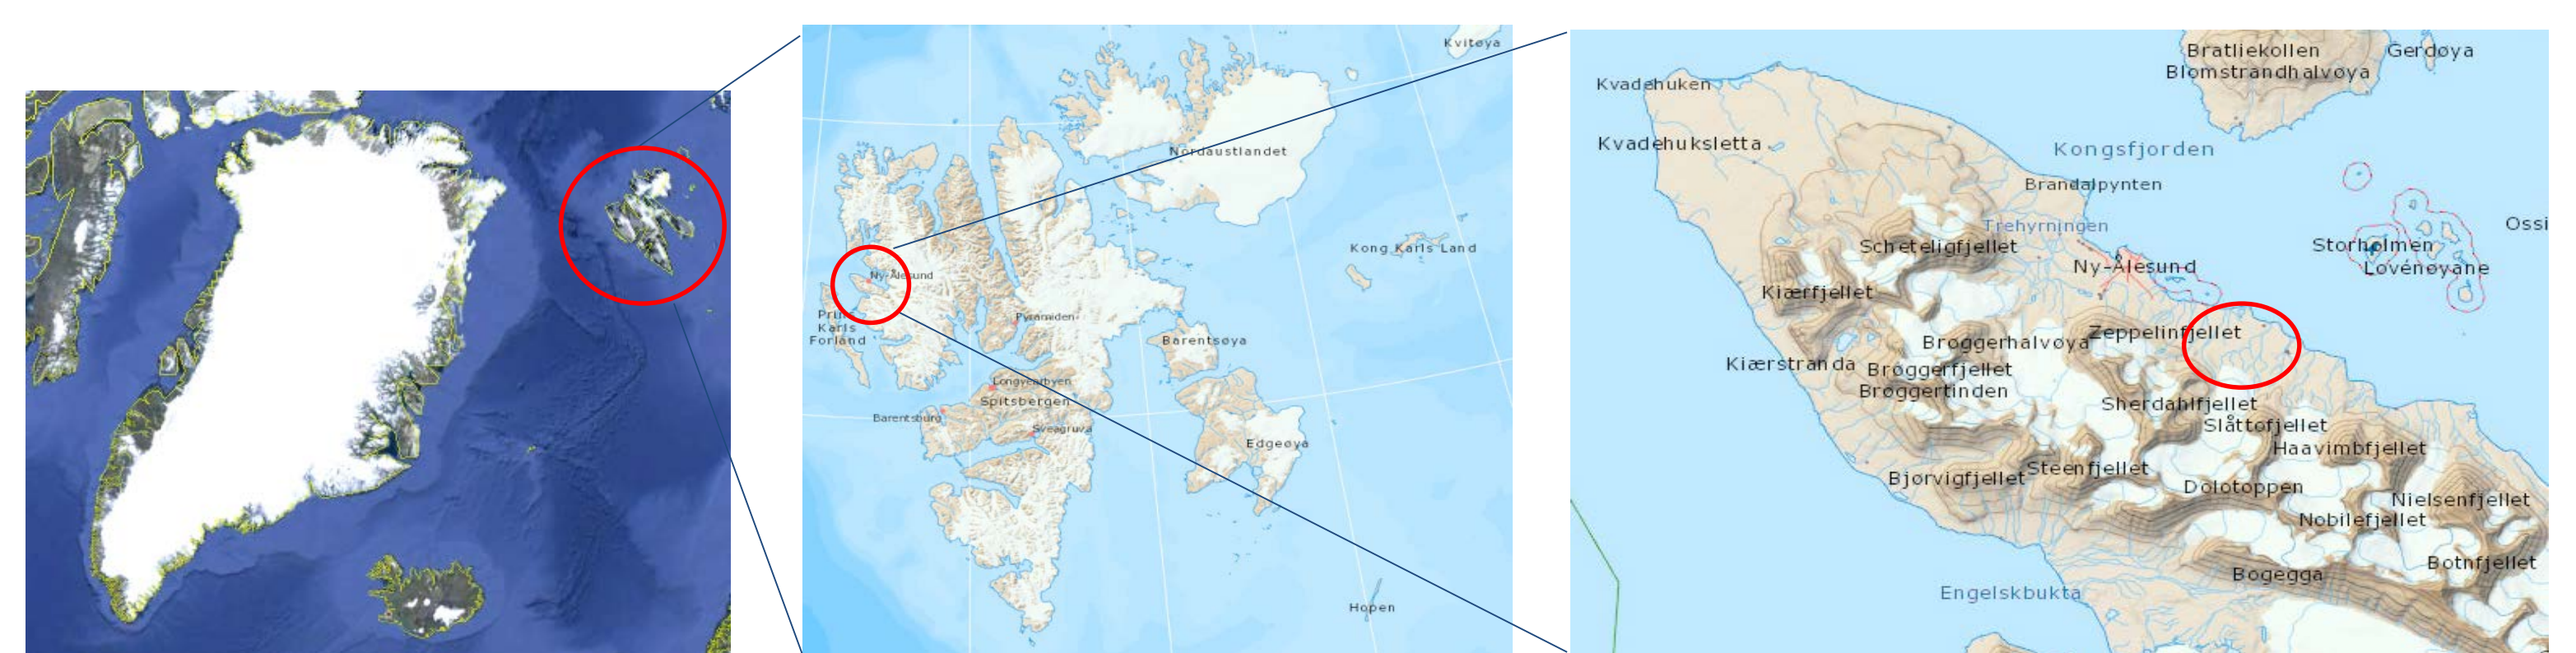 Kvitøya
Nordaustlandet
Kong Karls Land
Ny-Ålesund
Prins
Karls
Forland
Pyramiden
Barentsøya
Longyearbyen
Spitsbergen
Barentsburg
Sveagruva
Edgeøya
Hopen
Bratliekollen
Gerdøya
Blomstrandhalvøya
Kvadehuken
Kvadehuksletta
Kongsfjorden
Brandalpynten
Trehyrningen
Ossi
Scheteligfjellet
Storholmen
Ny-Ålesund
Lovénøyane
Kiærfjellet
Zeppelinfjellet
Brøggerhalvøya
Kiærstranda
Brøggerfjellet
Brøggertinden
Sherdahlfjellet
Slåttofjellet
Haavimbfjellet
Steenfjellet
Bjørvigfjellet
Dolotoppen
Nielsenfjellet
Nobilefjellet
Botnfjellet
Bogegga
Engelskbukta